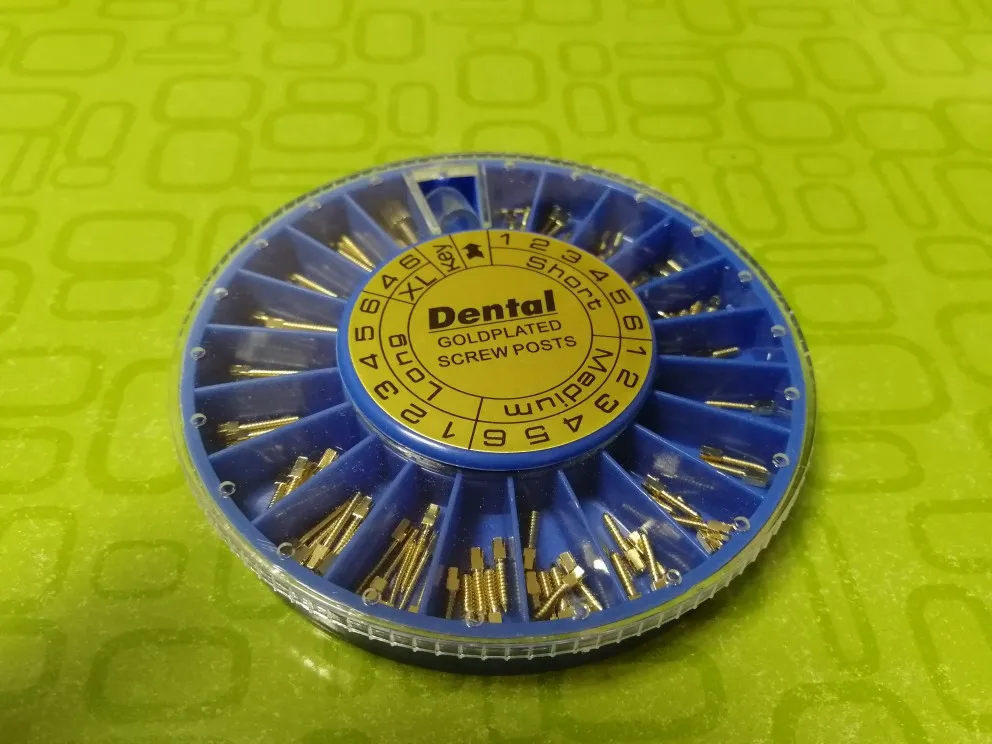 Dental
GOLDPLATED
SCREW POSTS
1 2 3 4 5 6
Short
1 2 3 4 5 6
Medium
1 2 3 4 5 6
Long
4 6
XL
Key